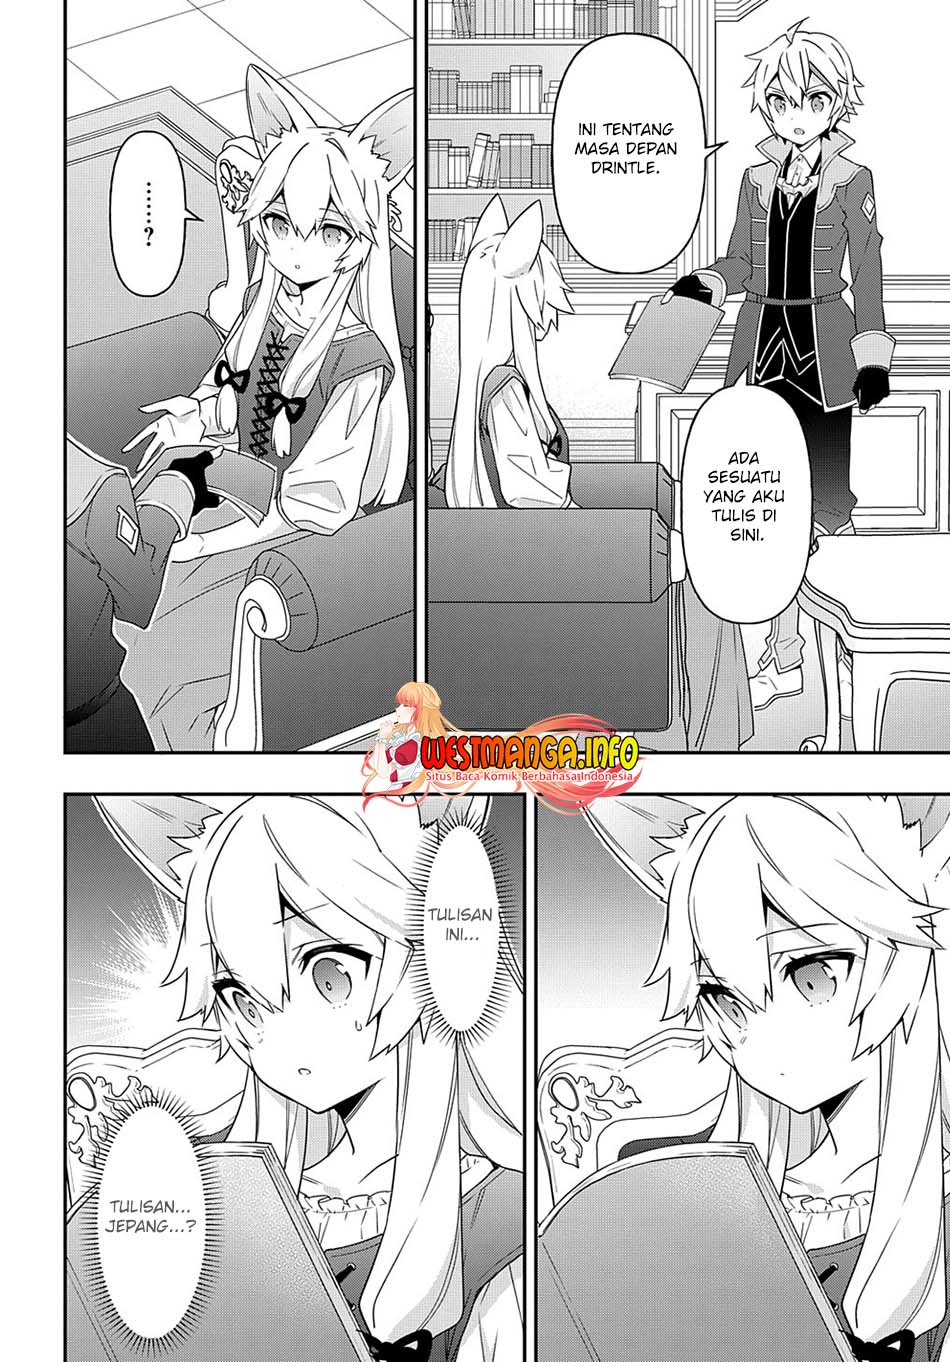 INI TENTANG
MASA DEPAN
DRINTLE.
ADA
SESUATU
YANG AKU
TULIS DI
SINI.
......?
WESTMANGA.INFO
Situs Baca Komik Berbahasa Indonesia
TULISAN
INI...
TULISAN...
JEPANG...?